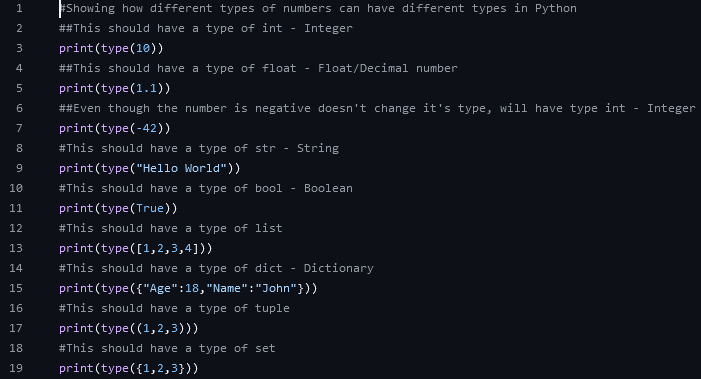 1 #Showing how different types of numbers can have different types in Python
2 ##This should have a type of int - Integer
3 print(type(10))
4 ##This should have a type of float - Float/Decimal number
5 print(type(1.1))
6 ##Even though the number is negative doesn't change it's type, will have type int - Integer
7 print(type(-42))
8 #This should have a type of str - String
9 print(type("Hello World"))
10 #This should have a type of bool - Boolean
11 print(type(True))
12 #This should have a type of list
13 print(type([1,2,3,4]))
14 #This should have a type of dict - Dictionary
15 print(type({"Age":18,"Name":"John"}))
16 #This should have a type of tuple
17 print(type((1,2,3)))
18 #This should have a type of set
19 print(type({1,2,3}))